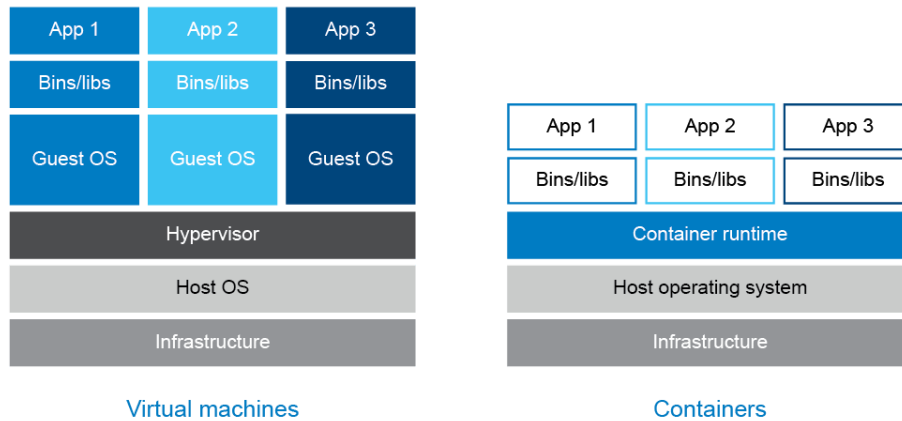 App 1
App 2
App 3
Bins/libs
Bins/libs
Bins/libs
Guest OS
Guest OS
Guest OS
Hypervisor
Host OS
Infrastructure
Virtual machines
App 1
App 2
App 3
Bins/libs
Bins/libs
Bins/libs
Container runtime
Host operating system
Infrastructure
Containers